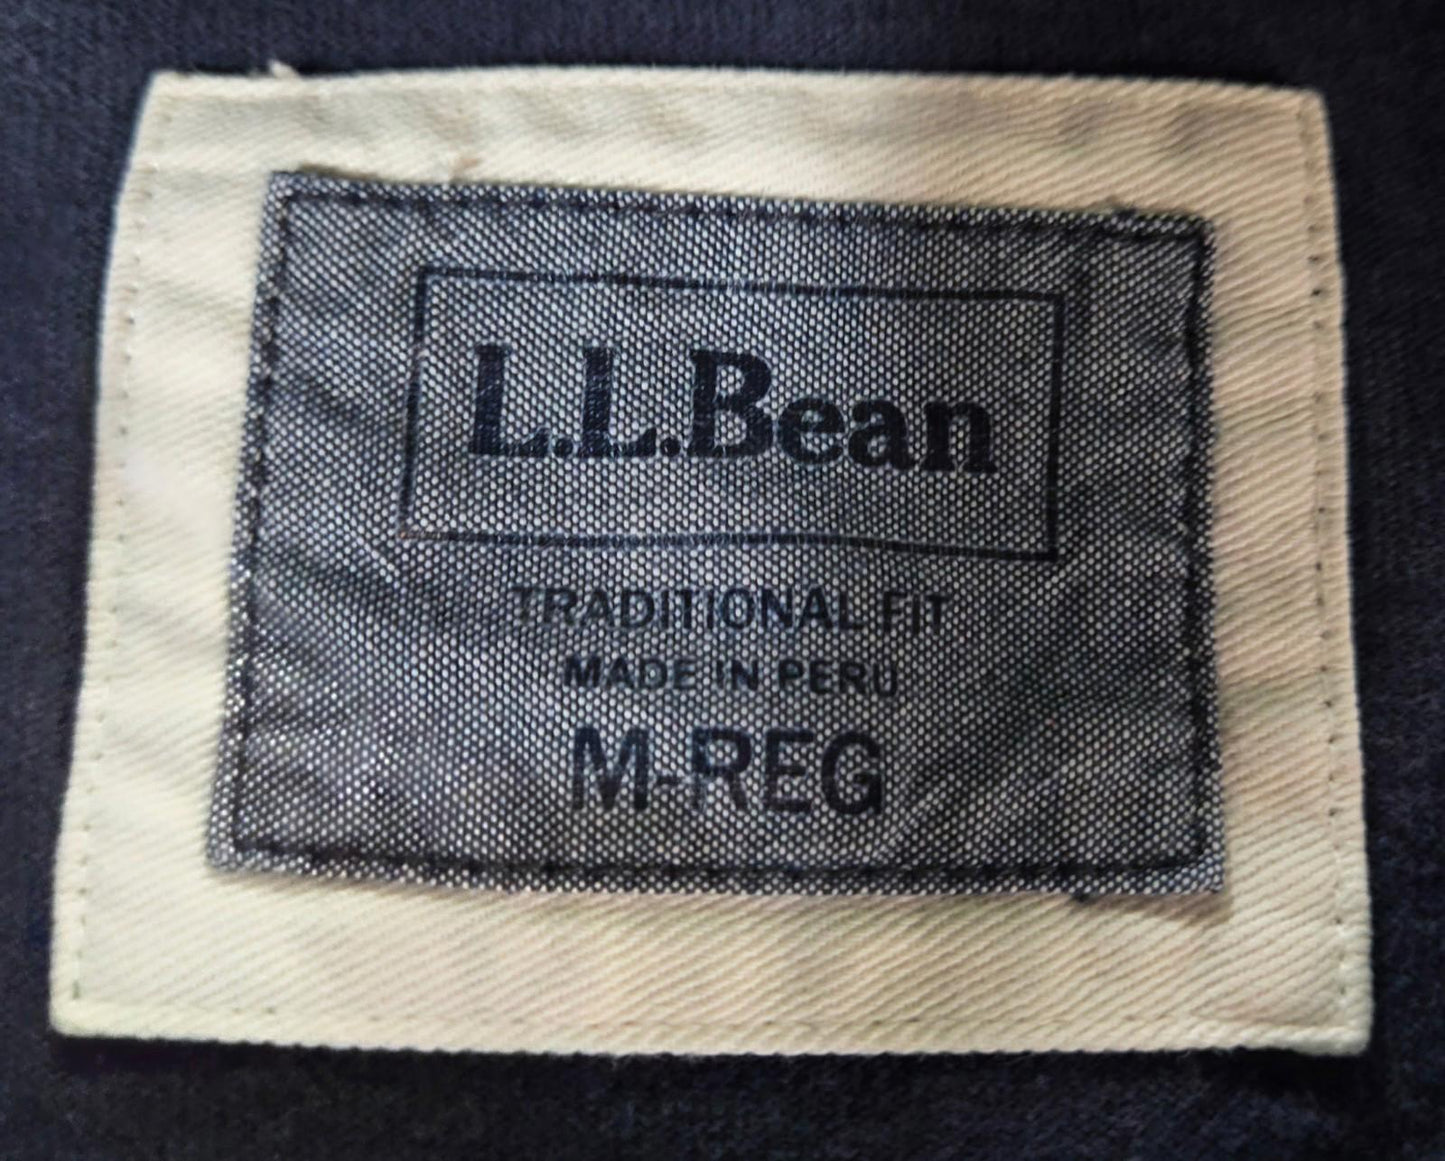 L.L.Bean
TRADITIONAL FIT
MADE IN PERU
M-REG